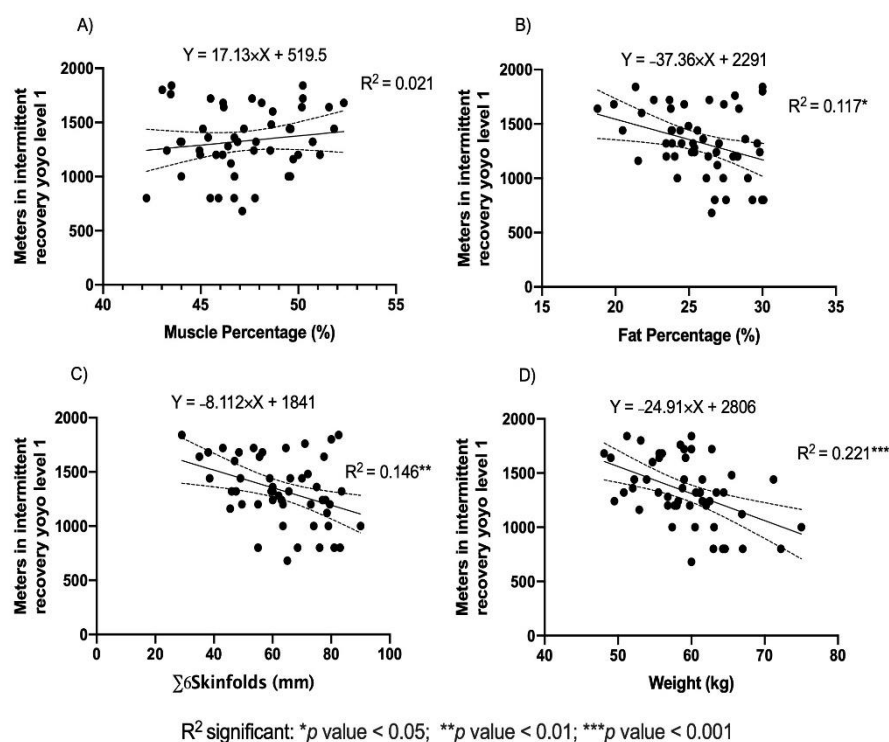 A)
Y = 17.13×X + 519.5
R² = 0.021
Meters in intermittent
recovery yoyo level 1
2000
1500
1000
500
0
40 45 50 55
Muscle Percentage (%)
B)
Y = –37.36×X + 2291
R² = 0.117*
Meters in intermittent
recovery yoyo level 1
2000
1500
1000
500
0
15 20 25 30 35
Fat Percentage (%)
C)
Y = –8.112×X + 1841
R² = 0.146**
Meters in intermittent
recovery yoyo level 1
2000
1500
1000
500
0
0 20 40 60 80 100
∑6Skinfolds (mm)
D)
Y = –24.91×X + 2806
R² = 0.221***
Meters in intermittent
recovery yoyo level 1
2000
1500
1000
500
0
40 50 60 70 80
Weight (kg)
R² significant: *p value < 0.05; **p value < 0.01; ***p value < 0.001